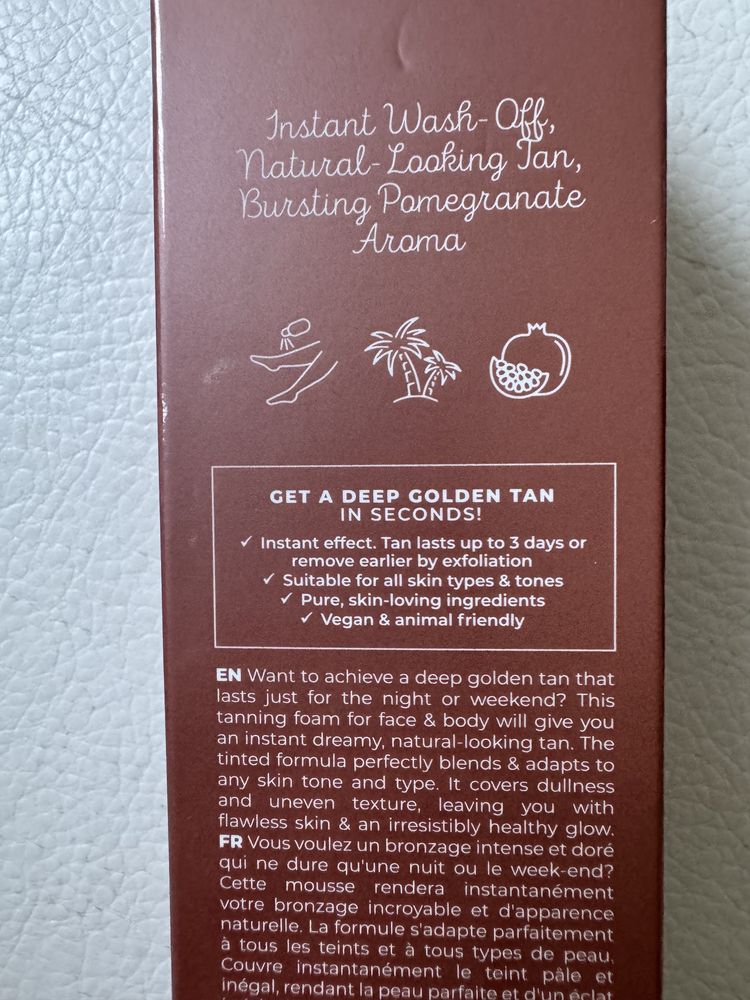 Instant Wash-Off,
Natural-Looking Tan,
Bursting Pomegranate
Aroma
GET A DEEP GOLDEN TAN
IN SECONDS!
✓ Instant effect. Tan lasts up to 3 days or
remove earlier by exfoliation
✓ Suitable for all skin types & tones
✓ Pure, skin-loving ingredients
✓ Vegan & animal friendly
EN Want to achieve a deep golden tan that
lasts just for the night or weekend? This
tanning foam for face & body will give you
an instant dreamy, natural-looking tan. The
tinted formula perfectly blends & adapts to
any skin tone and type. It covers dullness
and uneven texture, leaving you with
flawless skin & an irresistibly healthy glow.
FR Vous voulez un bronzage intense et doré
qui ne dure qu'une nuit ou le week-end?
Cette mousse rendera instantanément
votre bronzage incroyable et d'apparence
naturelle. La formule s'adapte parfaitement
à tous les teints et à tous types de peau.
Couvre instantanément le teint pâle et
inégal, rendant la peau parfaite et d'un éclat